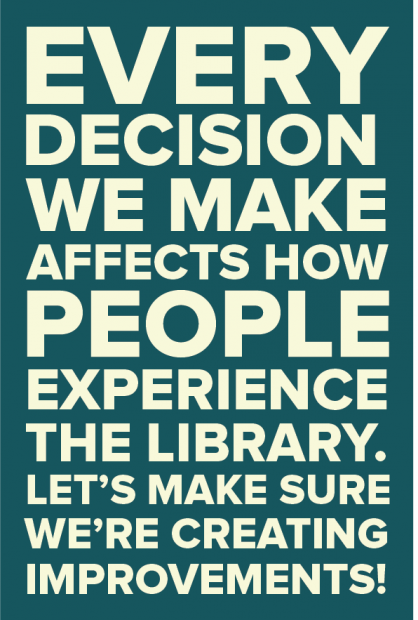 EVERY
DECISION
WE MAKE
AFFECTS HOW
PEOPLE
EXPERIENCE
THE LIBRARY.
LET'S MAKE SURE
WE'RE CREATING
IMPROVEMENTS!